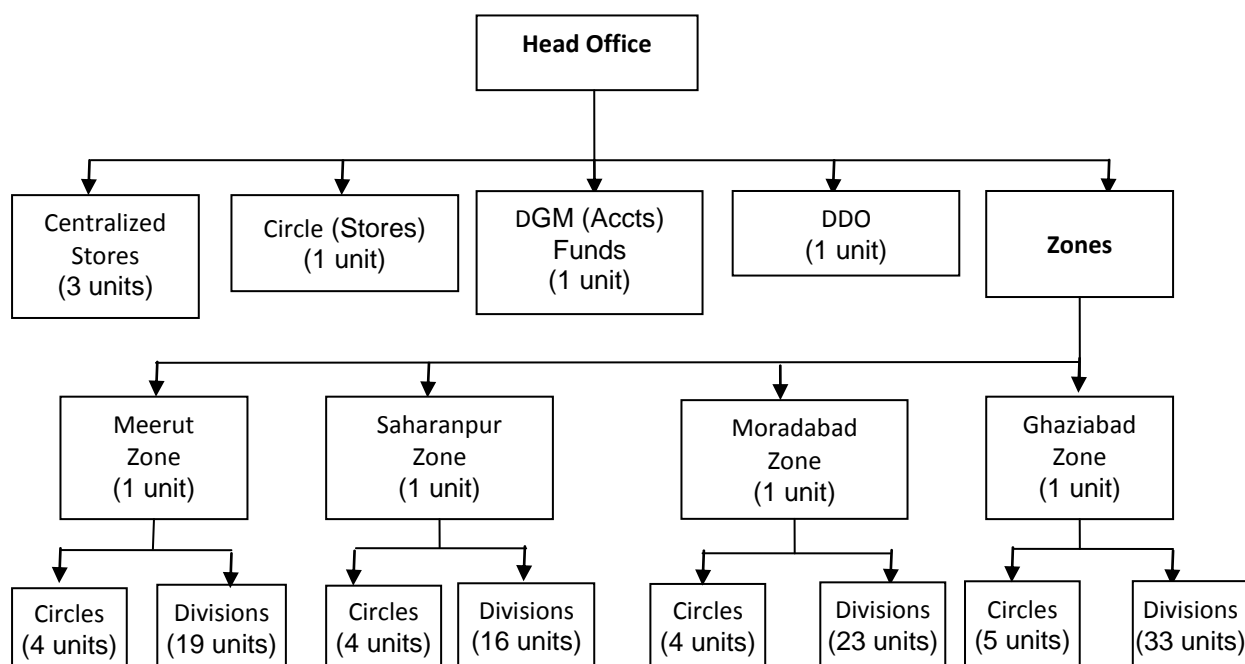 Head Office
Centralized
Stores
(3 units)
Circle (Stores)
(1 unit)
DGM (Accts)
Funds
(1 unit)
DDO
(1 unit)
Zones
Meerut
Zone
(1 unit)
Saharanpur
Zone
(1 unit)
Moradabad
Zone
(1 unit)
Ghaziabad
Zone
(1 unit)
Circles
(4 units)
Divisions
(19 units)
Circles
(4 units)
Divisions
(16 units)
Circles
(4 units)
Divisions
(23 units)
Circles
(5 units)
Divisions
(33 units)